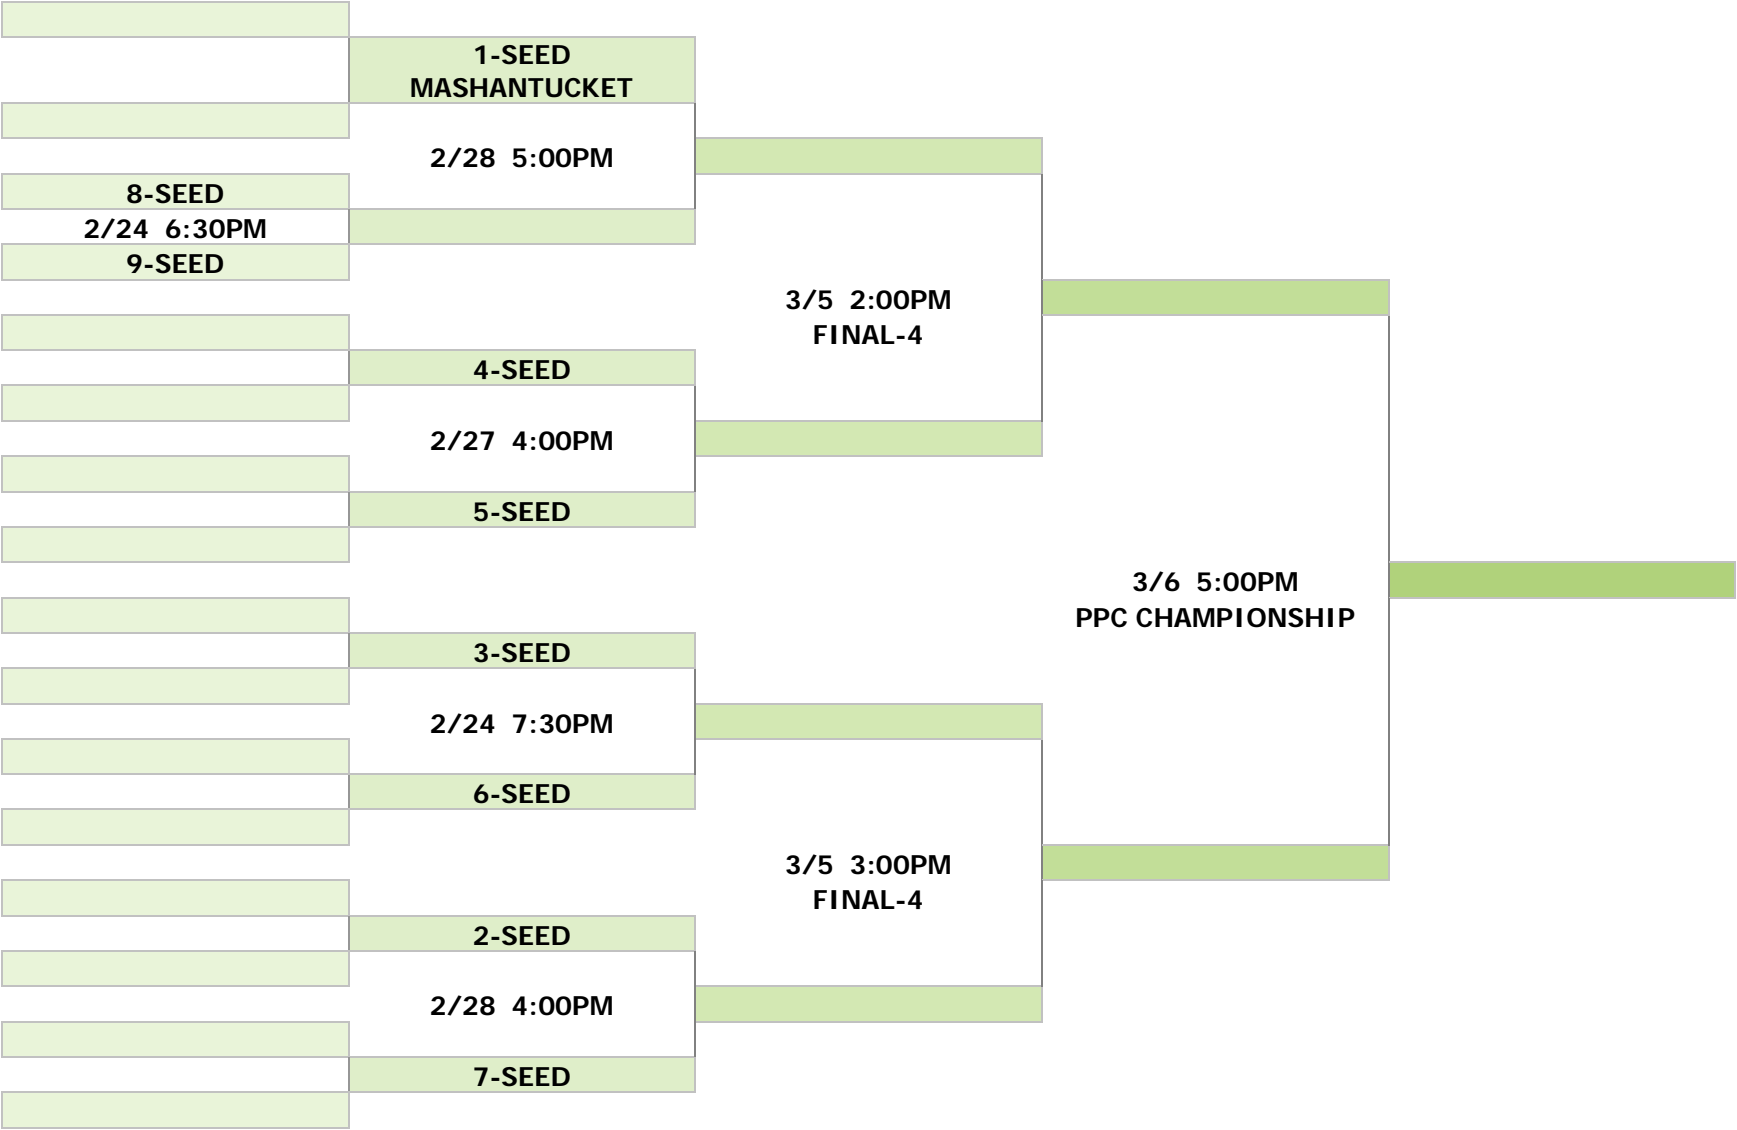 1-SEED
MASHANTUCKET
2/28 5:00PM
8-SEED
2/24 6:30PM
9-SEED
3/5 2:00PM
FINAL-4
4-SEED
2/27 4:00PM
5-SEED
3/6 5:00PM
PPC CHAMPIONSHIP
3-SEED
2/24 7:30PM
6-SEED
3/5 3:00PM
FINAL-4
2-SEED
2/28 4:00PM
7-SEED